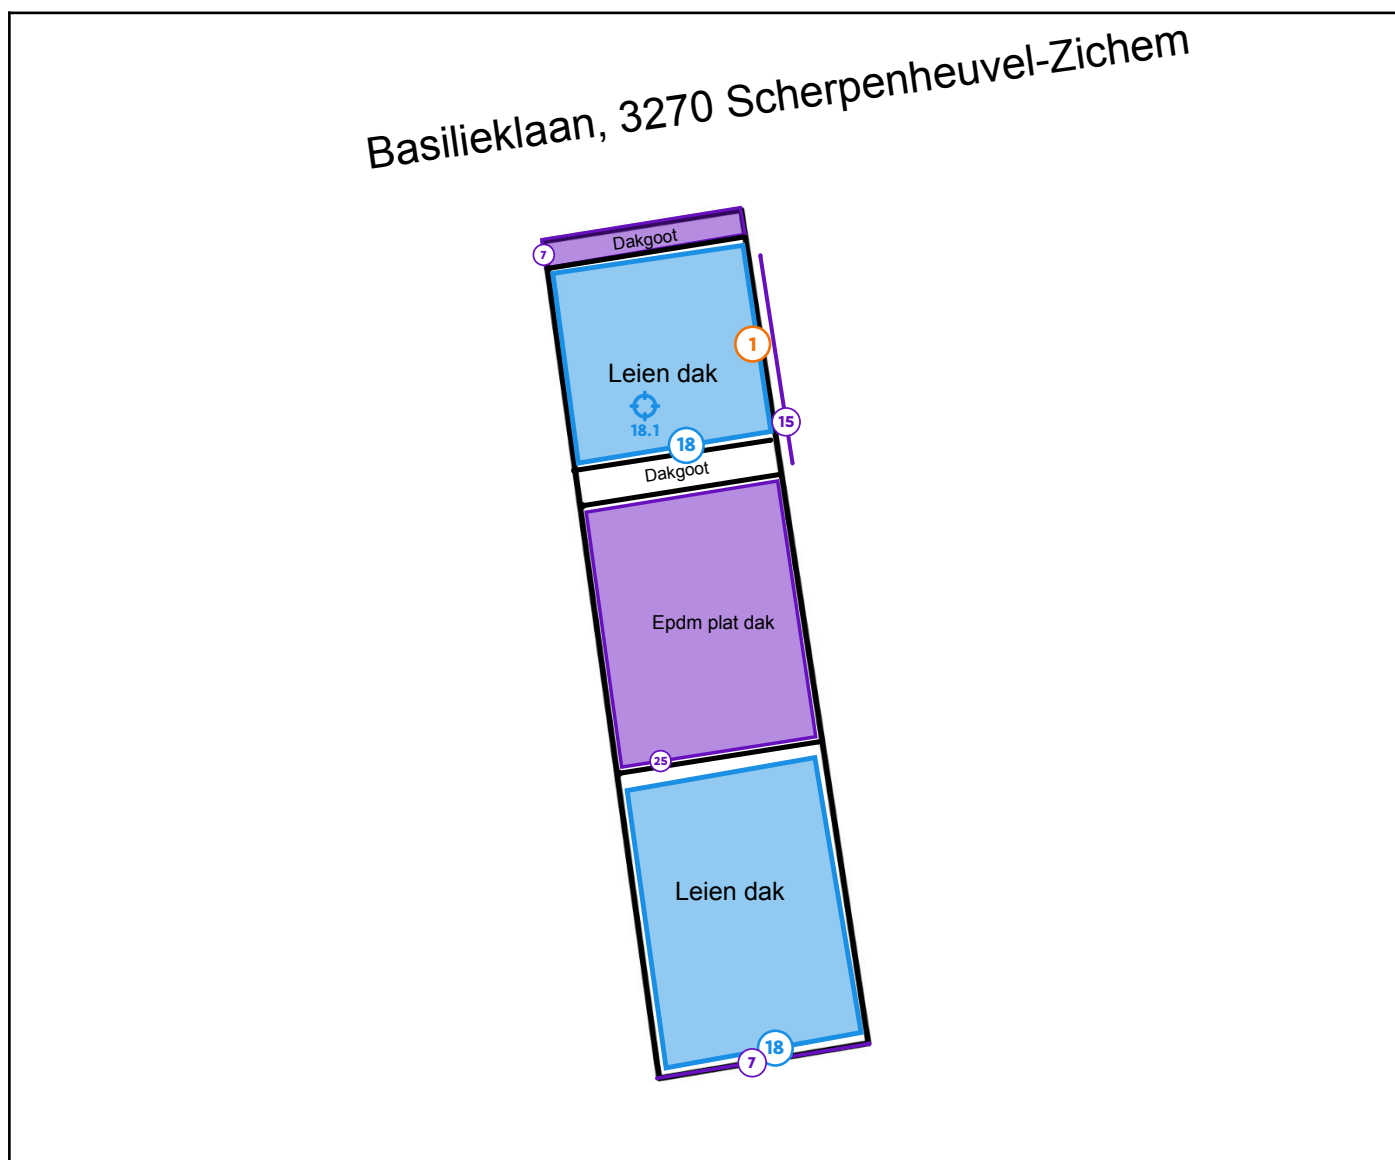 Basilieklaan, 3270 Scherpenheuvel-Zichem
Dakgoot
7
1
Leien dak
18.1
15
18
Dakgoot
Epdm plat dak
25
Leien dak
18
7